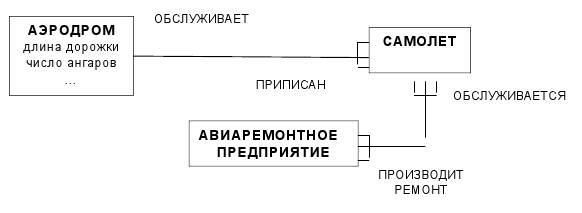 ОБСЛУЖИВАЕТ
АЭРОДРОМ
длина дорожки
число ангаров
...
САМОЛЕТ
ПРИПИСАН
ОБСЛУЖИВАЕТСЯ
АВИАРЕМОНТНОЕ
ПРЕДПРИЯТИЕ
ПРОИЗВОДИТ
РЕМОНТ